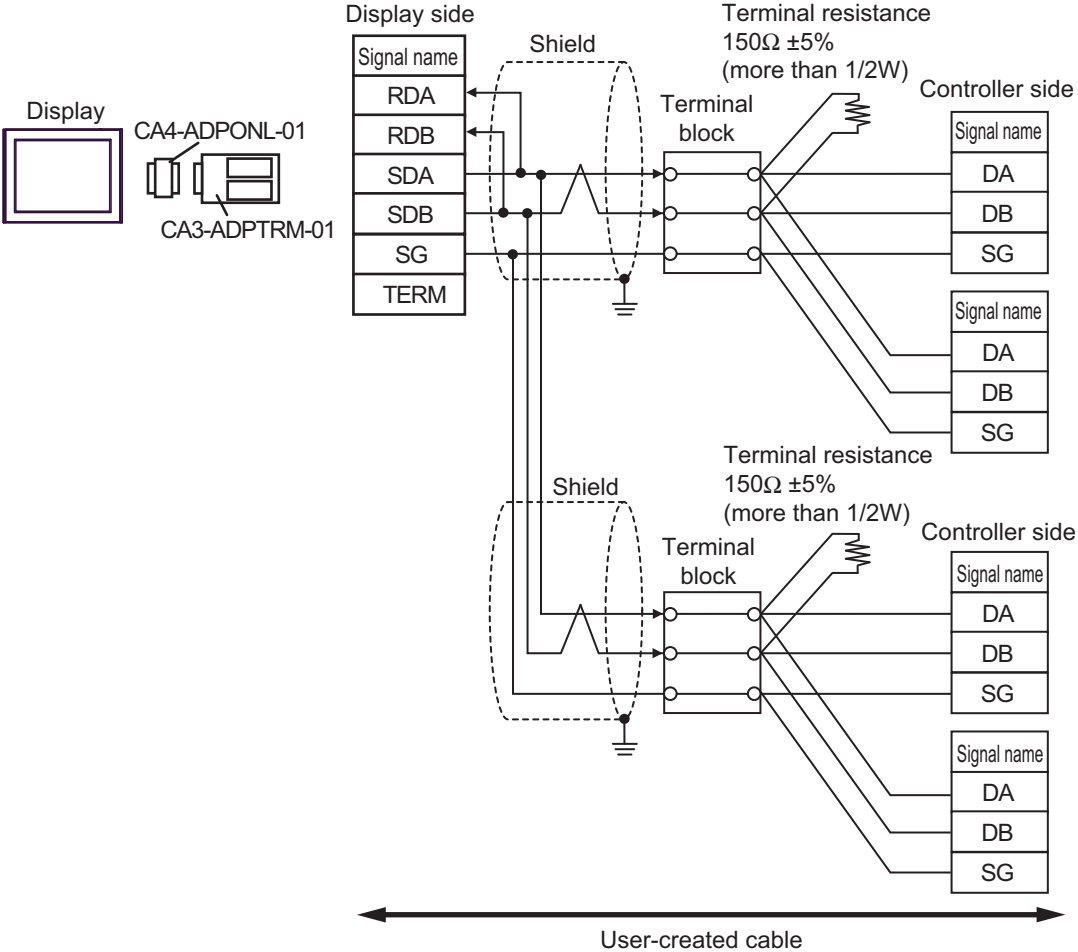 Display
CA4-ADPONL-01
CA3-ADPTRM-01
Display side
Signal name
RDA
RDB
SDA
SDB
SG
TERM
Shield
Terminal
block
Terminal resistance
150Ω ±5%
(more than 1/2W)
Controller side
Signal name
DA
DB
SG
Signal name
DA
DB
SG
Shield
Terminal
block
Terminal resistance
150Ω ±5%
(more than 1/2W)
Controller side
Signal name
DA
DB
SG
Signal name
DA
DB
SG
User-created cable